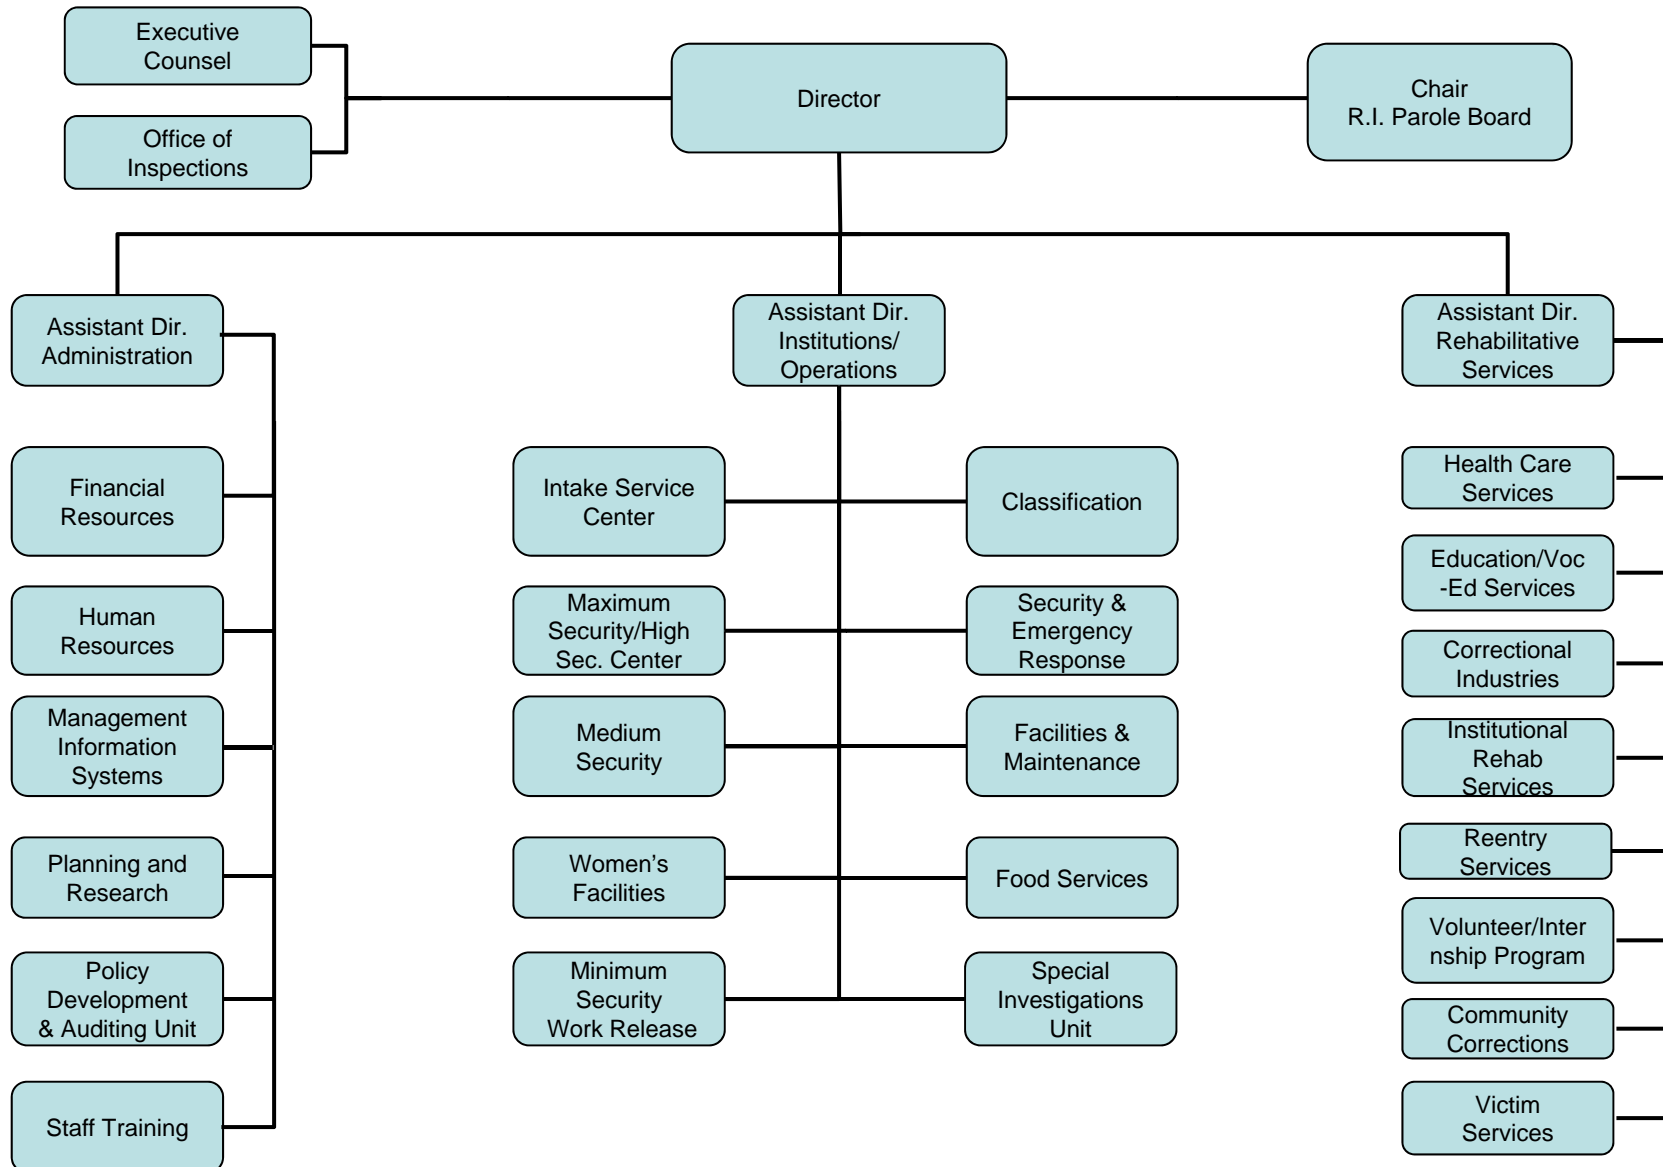 Executive
Counsel
Office of
Inspections
Director
Chair
R.I. Parole Board
Assistant Dir.
Administration
Financial
Resources
Human
Resources
Management
Information
Systems
Planning and
Research
Policy
Development
& Auditing Unit
Staff Training
Assistant Dir.
Institutions/
Operations
Intake Service
Center
Classification
Maximum
Security/High
Sec. Center
Security &
Emergency
Response
Medium
Security
Facilities &
Maintenance
Women's
Facilities
Food Services
Minimum
Security
Work Release
Special
Investigations
Unit
Assistant Dir.
Rehabilitative
Services
Health Care
Services
Education/Voc
-Ed Services
Correctional
Industries
Institutional
Rehab
Services
Reentry
Services
Volunteer/Inter
nship Program
Community
Corrections
Victim
Services